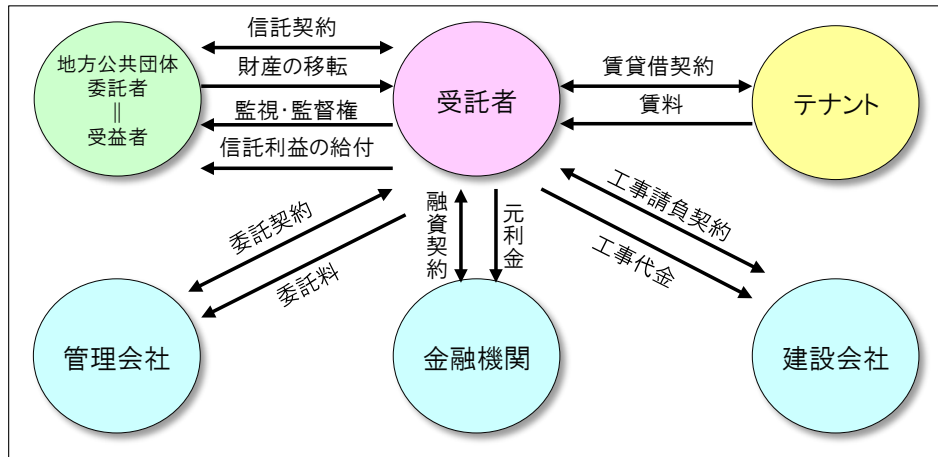 信託契約
財産の移転
監視・監督権
信託利益の給付
地方公共団体
委託者
||
受益者
受託者
賃貸借契約
賃料
テナント
委託契約
委託料
融資契約
元利金
工事請負契約
工事代金
管理会社
金融機関
建設会社